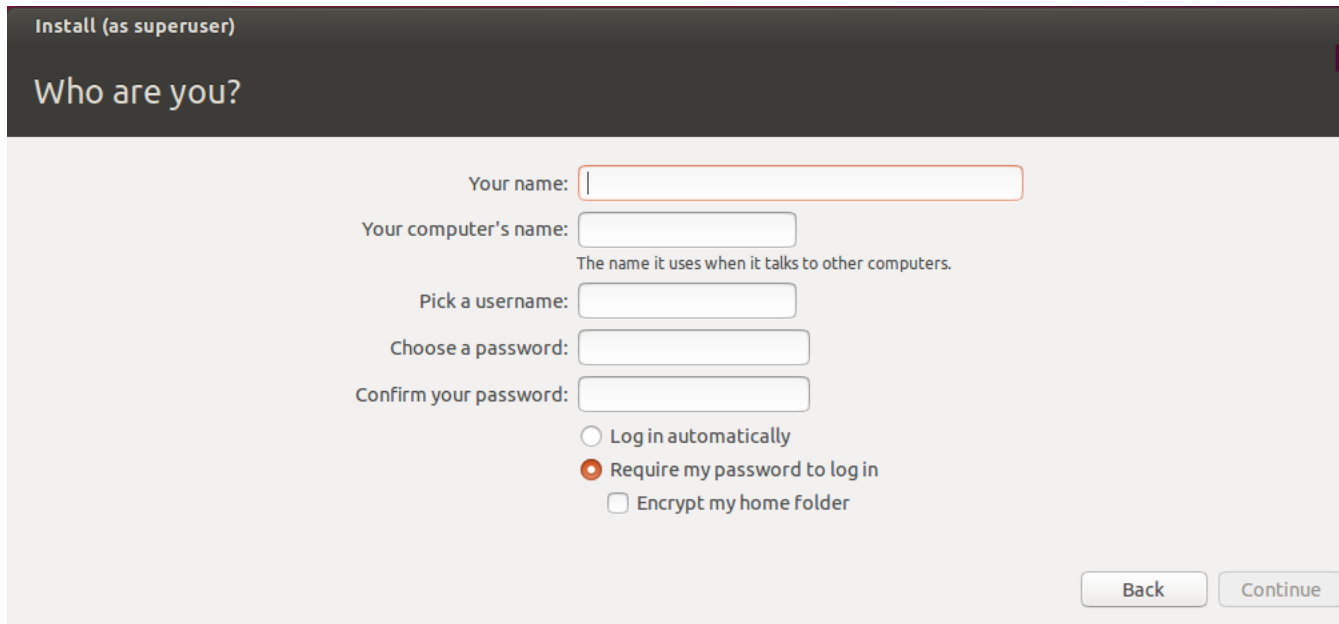 Install (as superuser)
Who are you?
Your name:
Your computer's name:
The name it uses when it talks to other computers.
Pick a username:
Choose a password:
Confirm your password:
Log in automatically
Require my password to log in
Encrypt my home folder
Back Continue